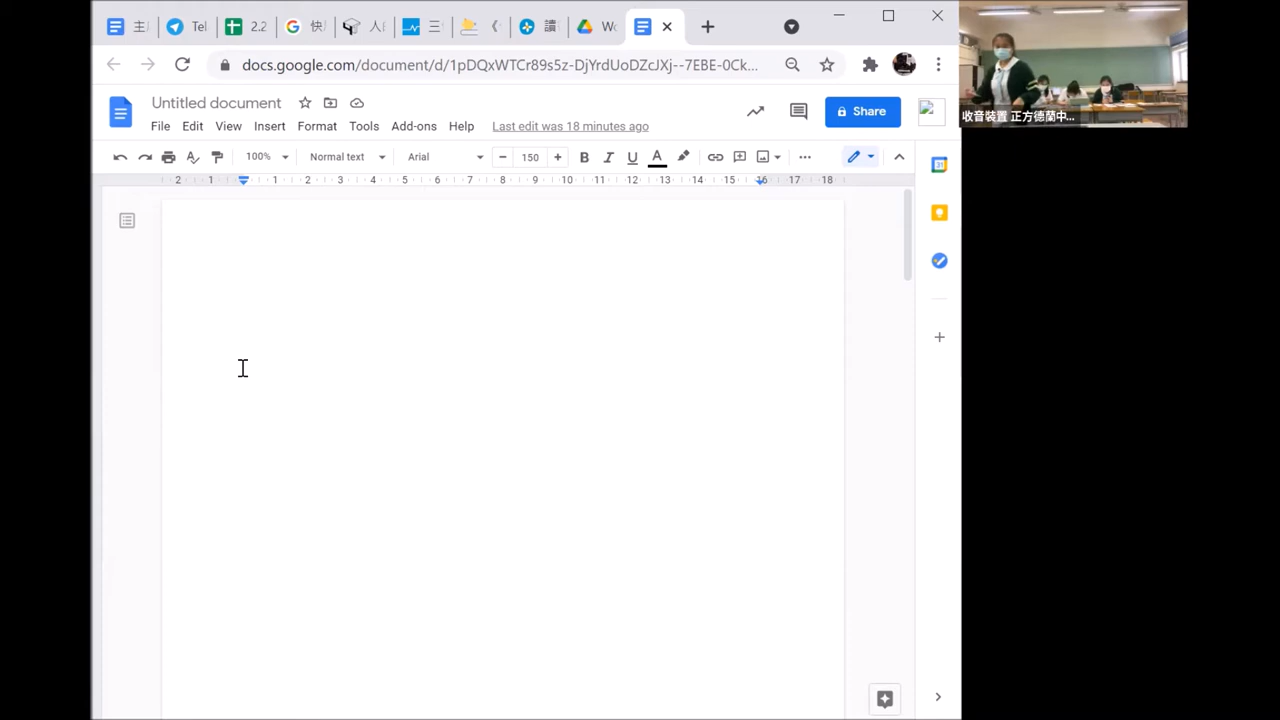 主
Tel
2.2
快
人
三
《
讀
W
docs.google.com/document/d/1pDQxWTCr89s5z-DjYrdUoDZcJXj--7EBE-0Ck...
收音裝置 正方德蘭中...
Untitled document
Share
File Edit View Insert Format Tools Add-ons Help Last edit was 18 minutes ago
100% Normal text Arial 150 B I U A
2 1 1 2 3 4 5 6 7 8 9 10 11 12 13 14 15 16 17 18
31